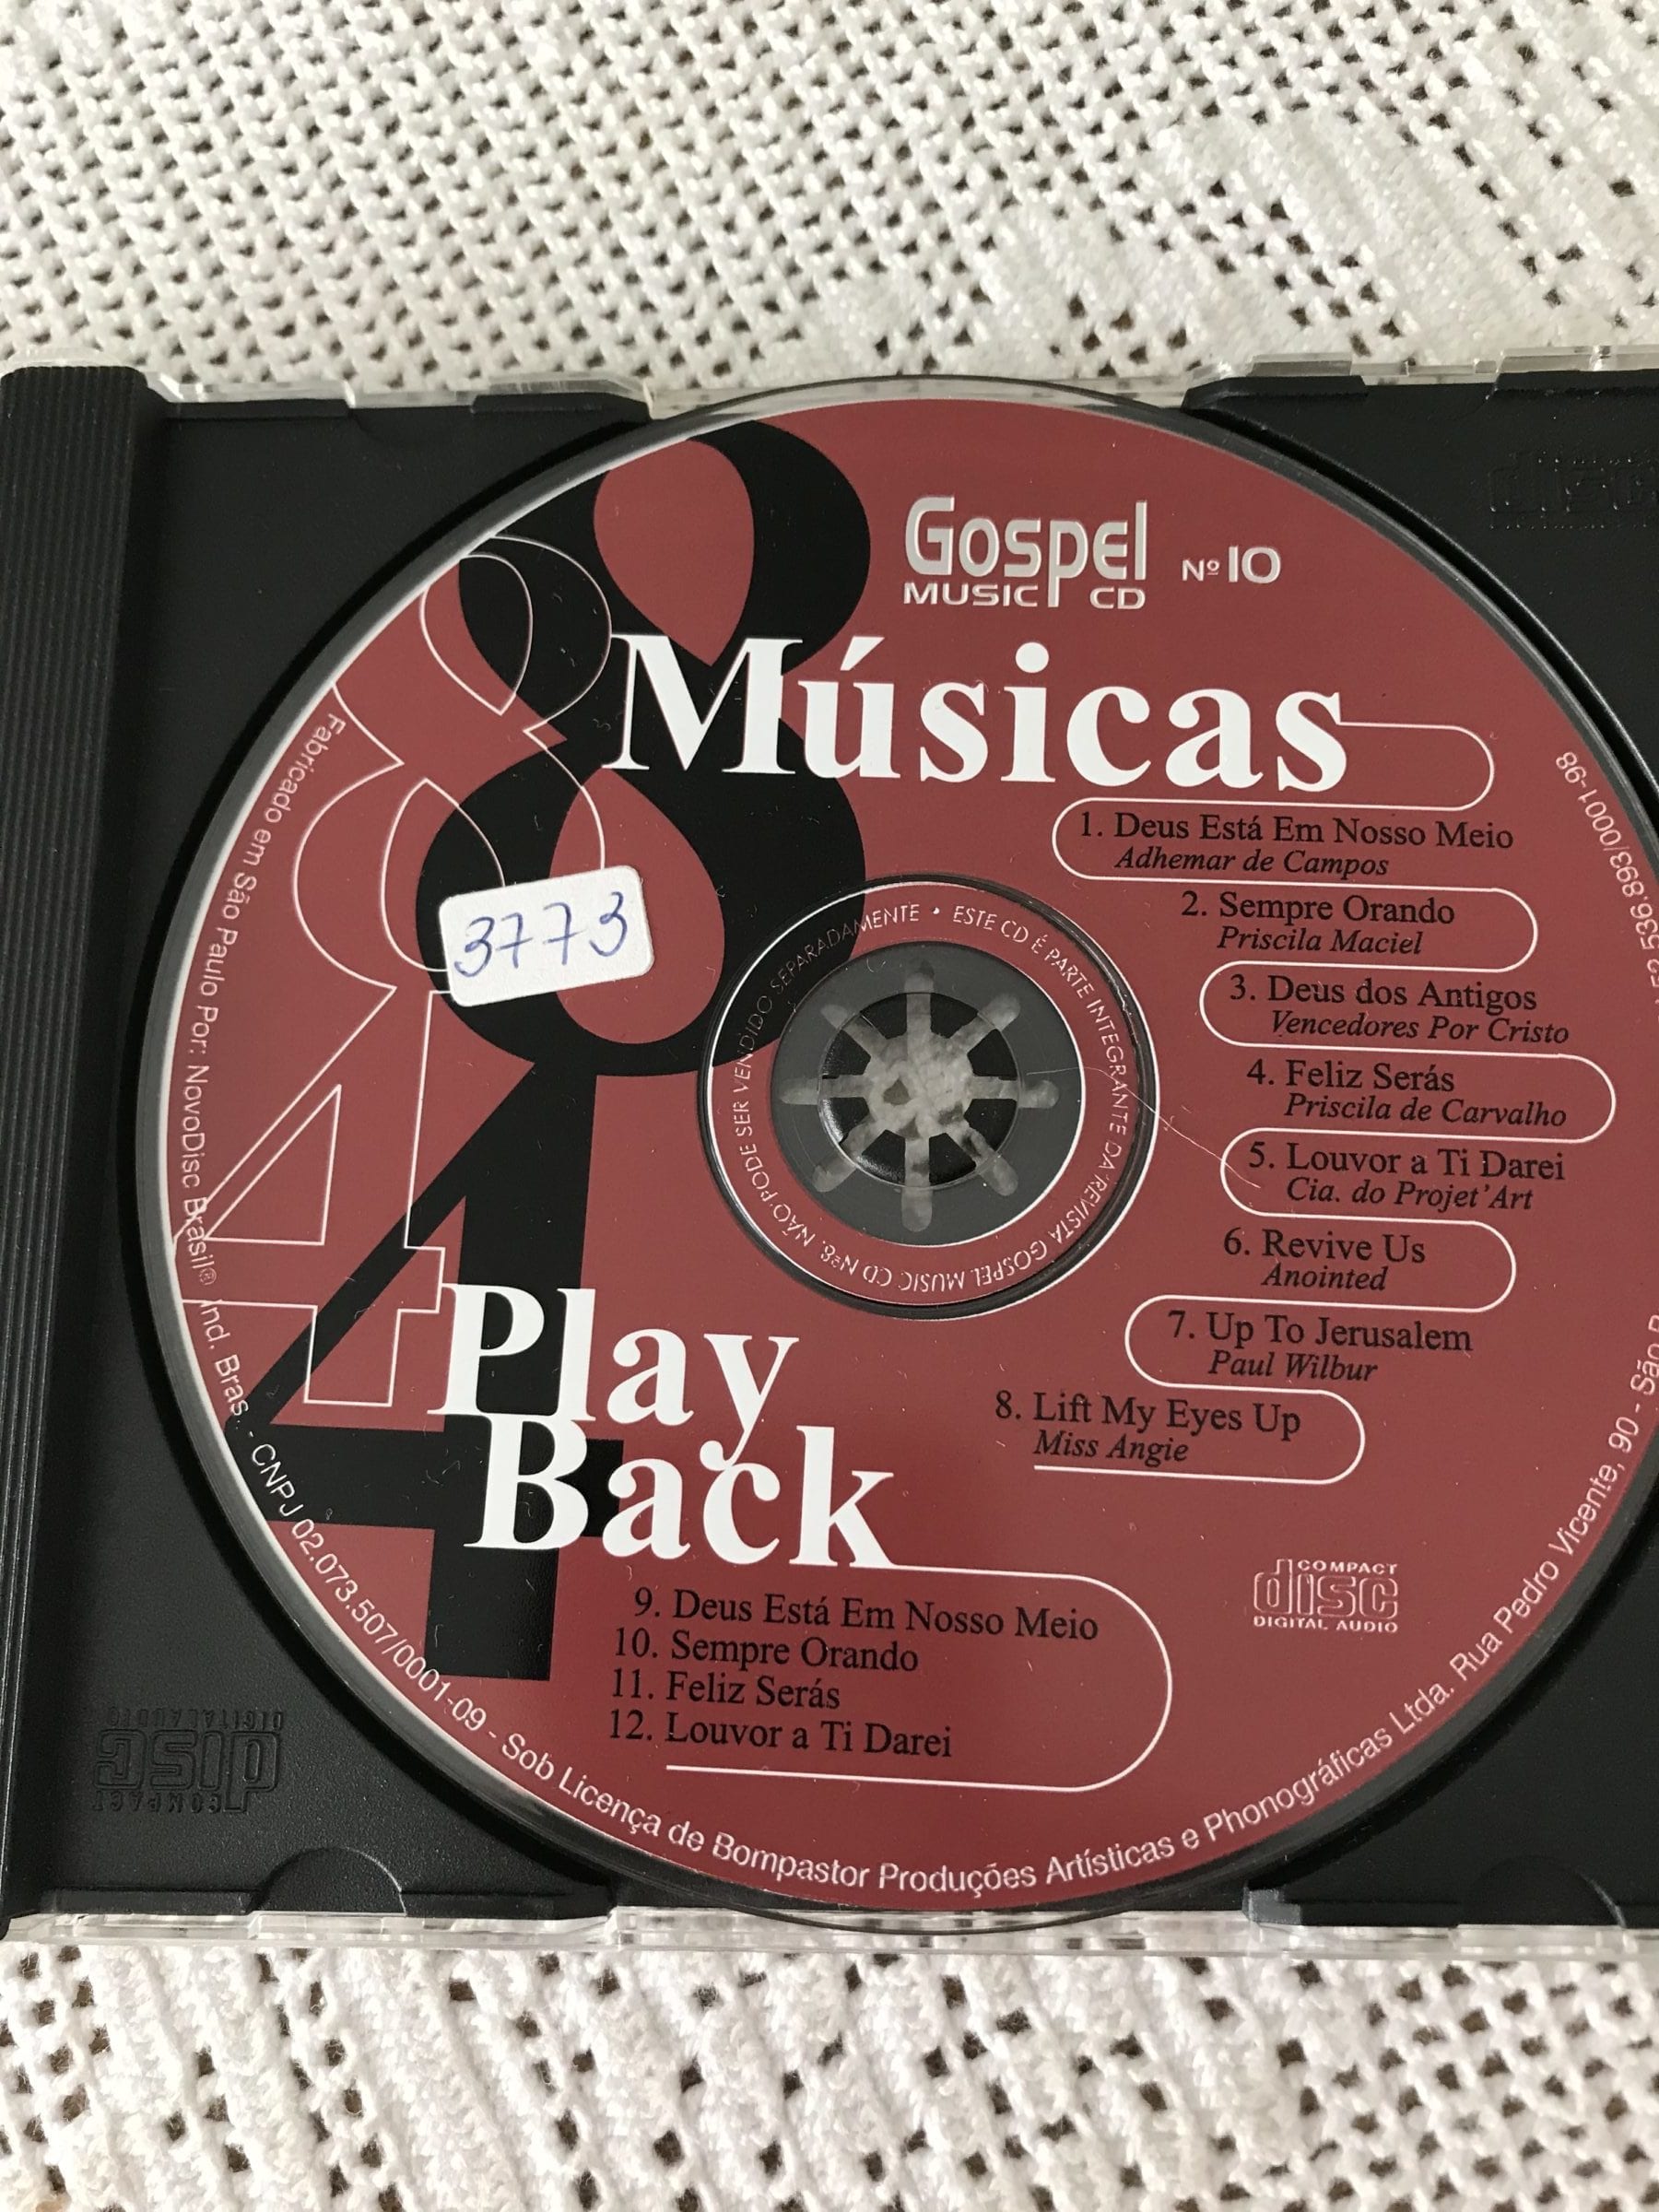 Gospel
MUSIC CD Nº 10
8 Músicas
1. Deus Está Em Nosso Meio
Adhemar de Campos
2. Sempre Orando
Priscila Maciel
3. Deus dos Antigos
Vencedores Por Cristo
4. Feliz Serás
Priscila de Carvalho
5. Louvor a Ti Darei
Cia. do Projet'Art
6. Revive Us
Anointed
7. Up To Jerusalem
Paul Wilbur
8. Lift My Eyes Up
Miss Angie
3773
ESTE CD É PARTE INTEGRANTE DA REVISTA GOSPEL MUSIC CD Nº8. NÃO PODE SER VENDIDO SEPARADAMENTE •
4 Play
Back
9. Deus Está Em Nosso Meio
10. Sempre Orando
11. Feliz Serás
12. Louvor a Ti Darei
COMPACT
disc
DIGITAL AUDIO
Fabricado em São Paulo Por: NovoDisc Brasil® Ind. Bras. - CNPJ 02.073.507/0001-09 - Sob Licença de Bompastor Produções Artísticas e Phonográficas Ltda. Rua Pedro Vicente, 90 - São
536.893/0001-98
disc
COMPACT
disc
DIGITAL AUDIO